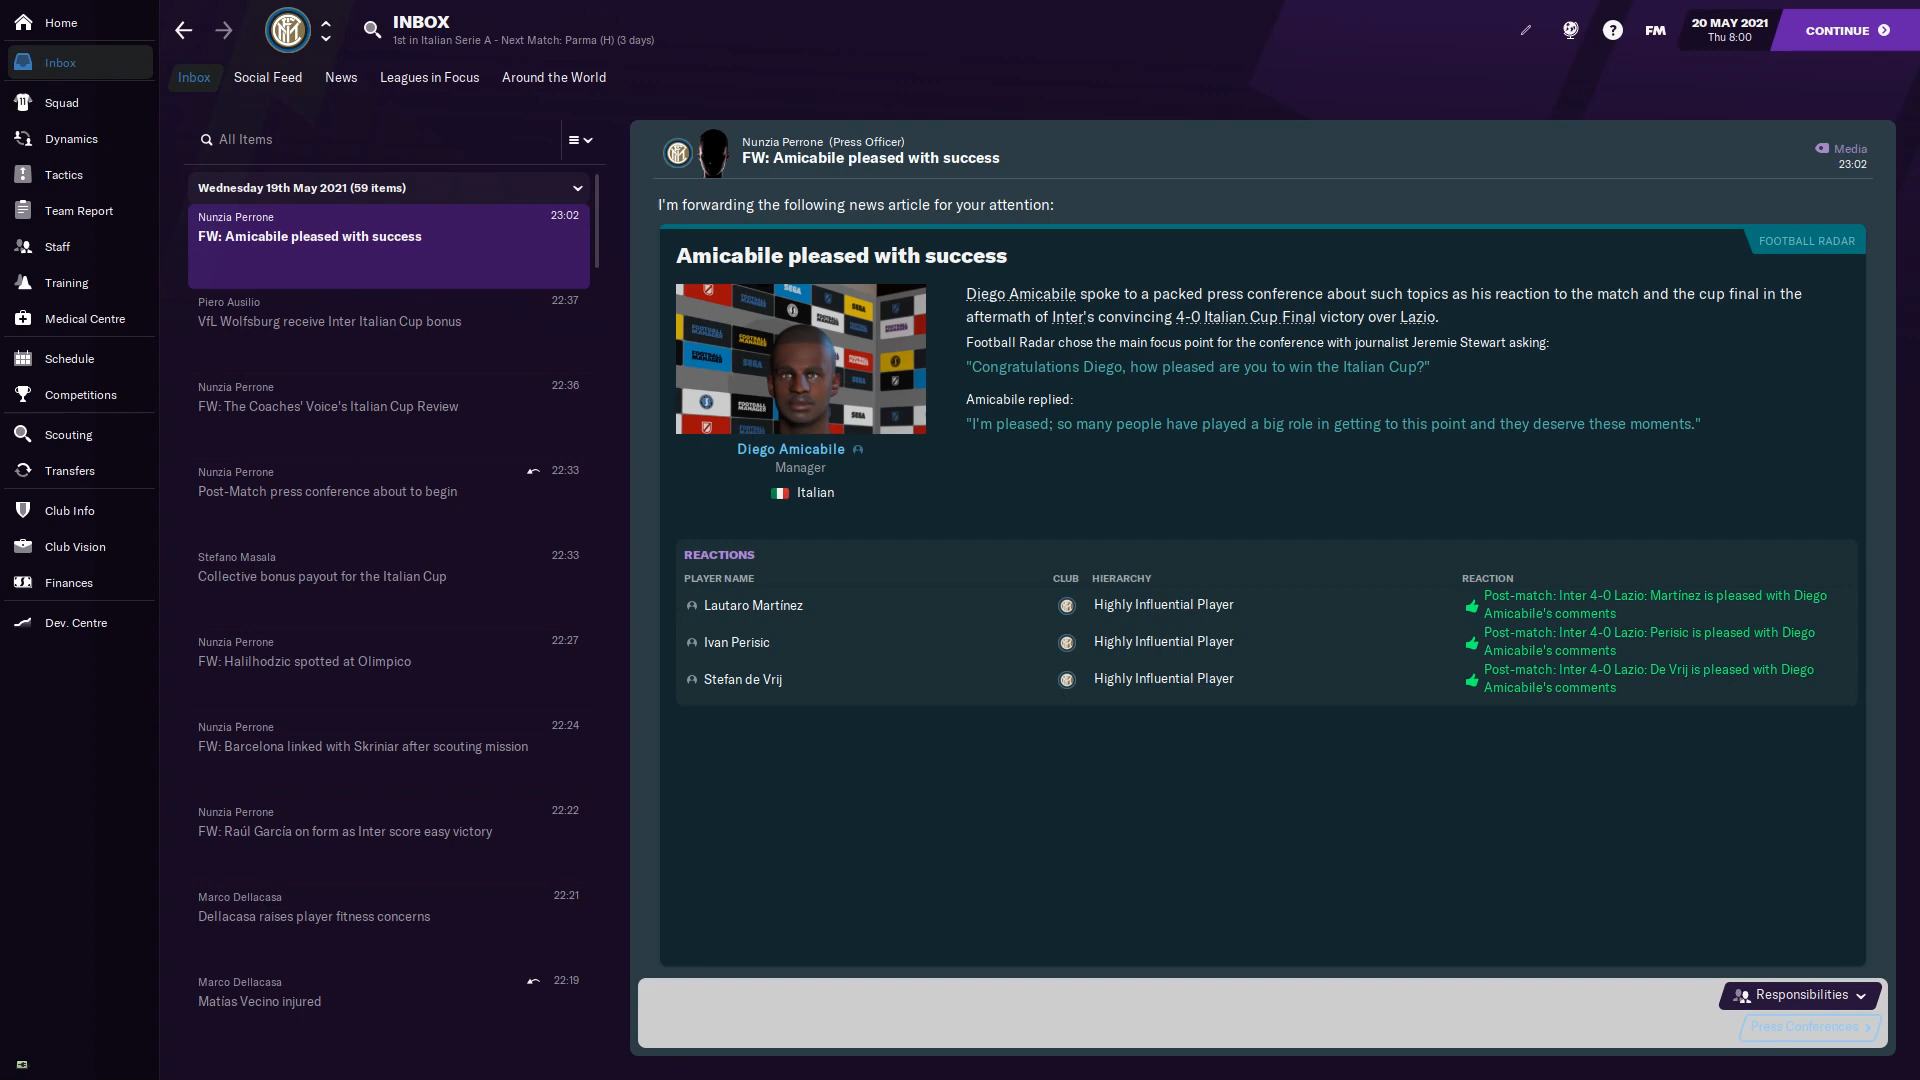 Home
Inbox
Squad
Dynamics
Tactics
Team Report
Staff
Training
Medical Centre
Schedule
Competitions
Scouting
Transfers
Club Info
Club Vision
Finances
Dev. Centre
INBOX
1st in Italian Serie A - Next Match: Parma (H) (3 days)
FM
20 MAY 2021
Thu 8:00
CONTINUE
Inbox Social Feed News Leagues in Focus Around the World
All Items
Wednesday 19th May 2021 (59 items)
Nunzia Perrone 23:02
FW: Amicabile pleased with success
Piero Ausilio 22:37
VfL Wolfsburg receive Inter Italian Cup bonus
Nunzia Perrone 22:36
FW: The Coaches' Voice's Italian Cup Review
Nunzia Perrone 22:33
Post-Match press conference about to begin
Stefano Masala 22:33
Collective bonus payout for the Italian Cup
Nunzia Perrone 22:27
FW: Halilhodzic spotted at Olimpico
Nunzia Perrone 22:24
FW: Barcelona linked with Skriniar after scouting mission
Nunzia Perrone 22:22
FW: Raúl García on form as Inter score easy victory
Marco Dellacasa 22:21
Dellacasa raises player fitness concerns
Marco Dellacasa 22:19
Matías Vecino injured
Nunzia Perrone (Press Officer)
FW: Amicabile pleased with success
Media
23:02
I'm forwarding the following news article for your attention:
FOOTBALL RADAR
Amicabile pleased with success
Diego Amicabile spoke to a packed press conference about such topics as his reaction to the match and the cup final in the
aftermath of Inter's convincing 4-0 Italian Cup Final victory over Lazio.
Football Radar chose the main focus point for the conference with journalist Jeremie Stewart asking:
"Congratulations Diego, how pleased are you to win the Italian Cup?"
Amicabile replied:
"I'm pleased; so many people have played a big role in getting to this point and they deserve these moments."
Diego Amicabile
Manager
Italian
REACTIONS
PLAYER NAME CLUB HIERARCHY REACTION
Lautaro Martínez Highly Influential Player Post-match: Inter 4-0 Lazio: Martínez is pleased with Diego
Amicabile's comments
Ivan Perisic Highly Influential Player Post-match: Inter 4-0 Lazio: Perisic is pleased with Diego
Amicabile's comments
Stefan de Vrij Highly Influential Player Post-match: Inter 4-0 Lazio: De Vrij is pleased with Diego
Amicabile's comments
Responsibilities
Press Conferences